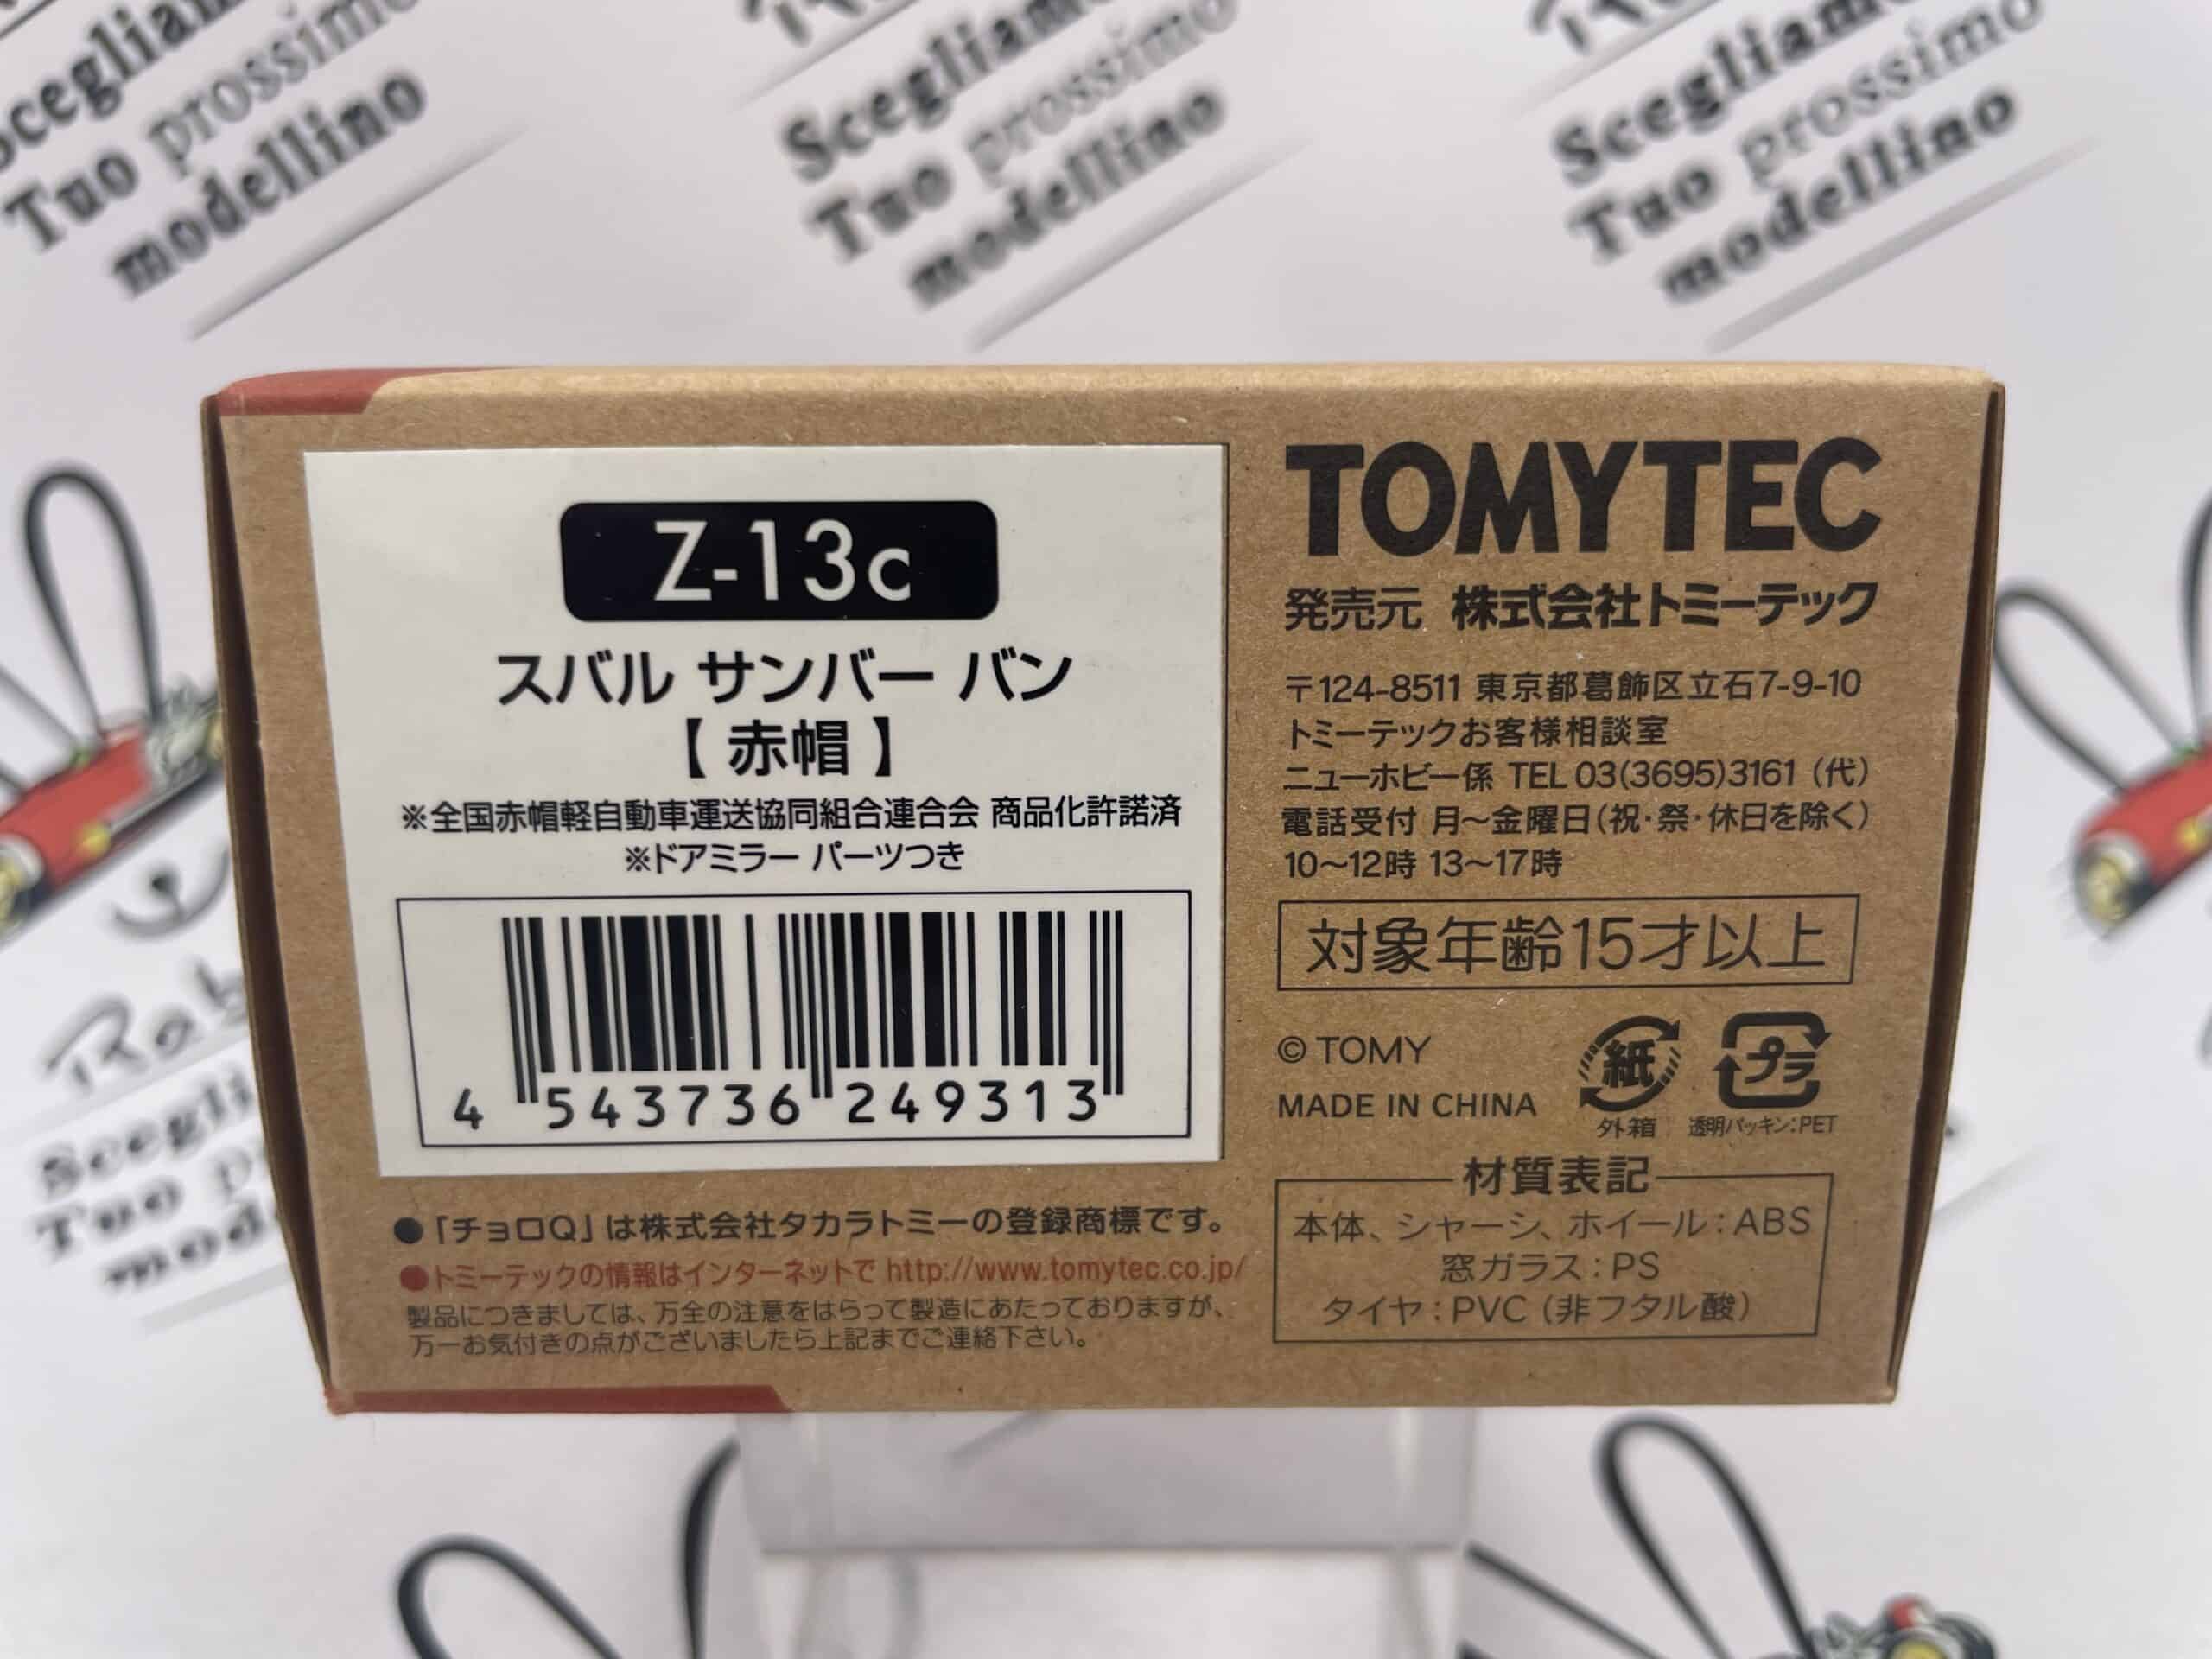 Scegliamo
Tuo prossimo
modellino
Scegliamo
Tuo prossimo
modellino
Scegliamo
Tuo prossimo
modellino
Z-13c
スバル サンバー バン
【赤帽】
※全国赤帽軽自動車運送協同組合連合会 商品化許諾済
※ドアミラー パーツつき
4 543736 249313
●「チョロQ」は株式会社タカラトミーの登録商標です。
●トミーテックの情報はインターネットで http://www.tomytec.co.jp/
製品につきましては、万全の注意をはらって製造にあたっておりますが、
万一お気付きの点がございましたら上記までご連絡下さい。
TOMYTEC
発売元 株式会社トミーテック
〒124-8511 東京都葛飾区立石7-9-10
トミーテックお客様相談室
ニューホビー係 TEL 03(3695)3161(代)
電話受付 月〜金曜日(祝・祭・休日を除く)
10〜12時 13〜17時
対象年齢15才以上
© TOMY
MADE IN CHINA
紙
外箱
プラ
透明パッキン:PET
材質表記
本体、シャーシ、ホイール:ABS
窓ガラス:PS
タイヤ:PVC(非フタル酸)